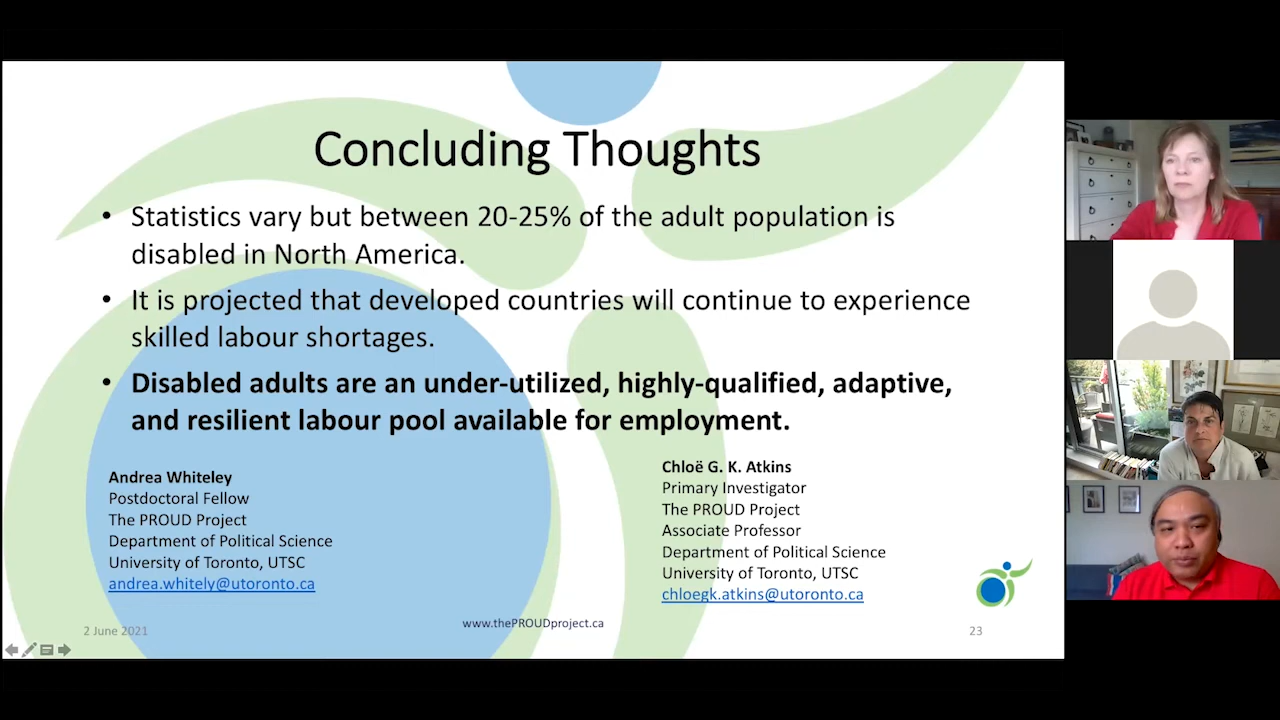 Concluding Thoughts
• Statistics vary but between 20-25% of the adult population is
disabled in North America.
• It is projected that developed countries will continue to experience
skilled labour shortages.
• Disabled adults are an under-utilized, highly-qualified, adaptive,
and resilient labour pool available for employment.
Andrea Whiteley
Postdoctoral Fellow
The PROUD Project
Department of Political Science
University of Toronto, UTSC
andrea.whitely@utoronto.ca
Chloë G. K. Atkins
Primary Investigator
The PROUD Project
Associate Professor
Department of Political Science
University of Toronto, UTSC
chloegk.atkins@utoronto.ca
2 June 2021
www.thePROUDproject.ca
23